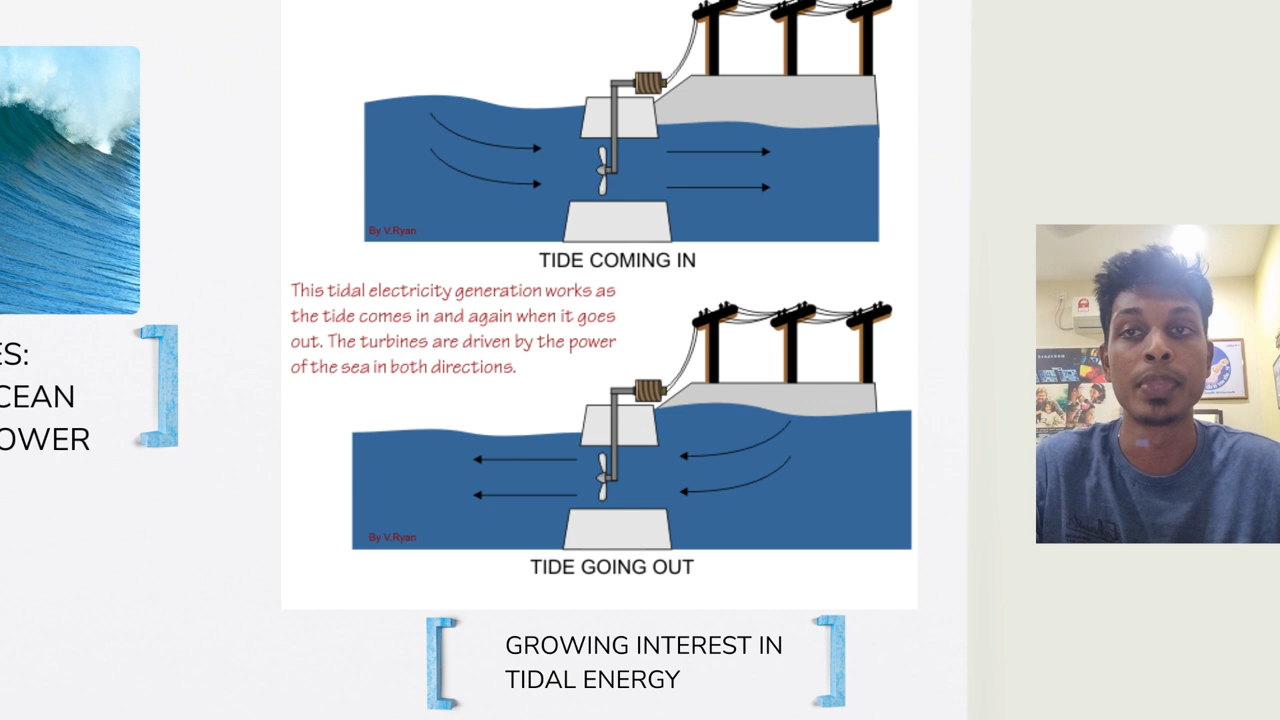 ES:
CEAN
OWER
By V.Ryan
TIDE COMING IN
This tidal electricity generation works as
the tide comes in and again when it goes
out. The turbines are driven by the power
of the sea in both directions.
By V.Ryan
TIDE GOING OUT
GROWING INTEREST IN
TIDAL ENERGY